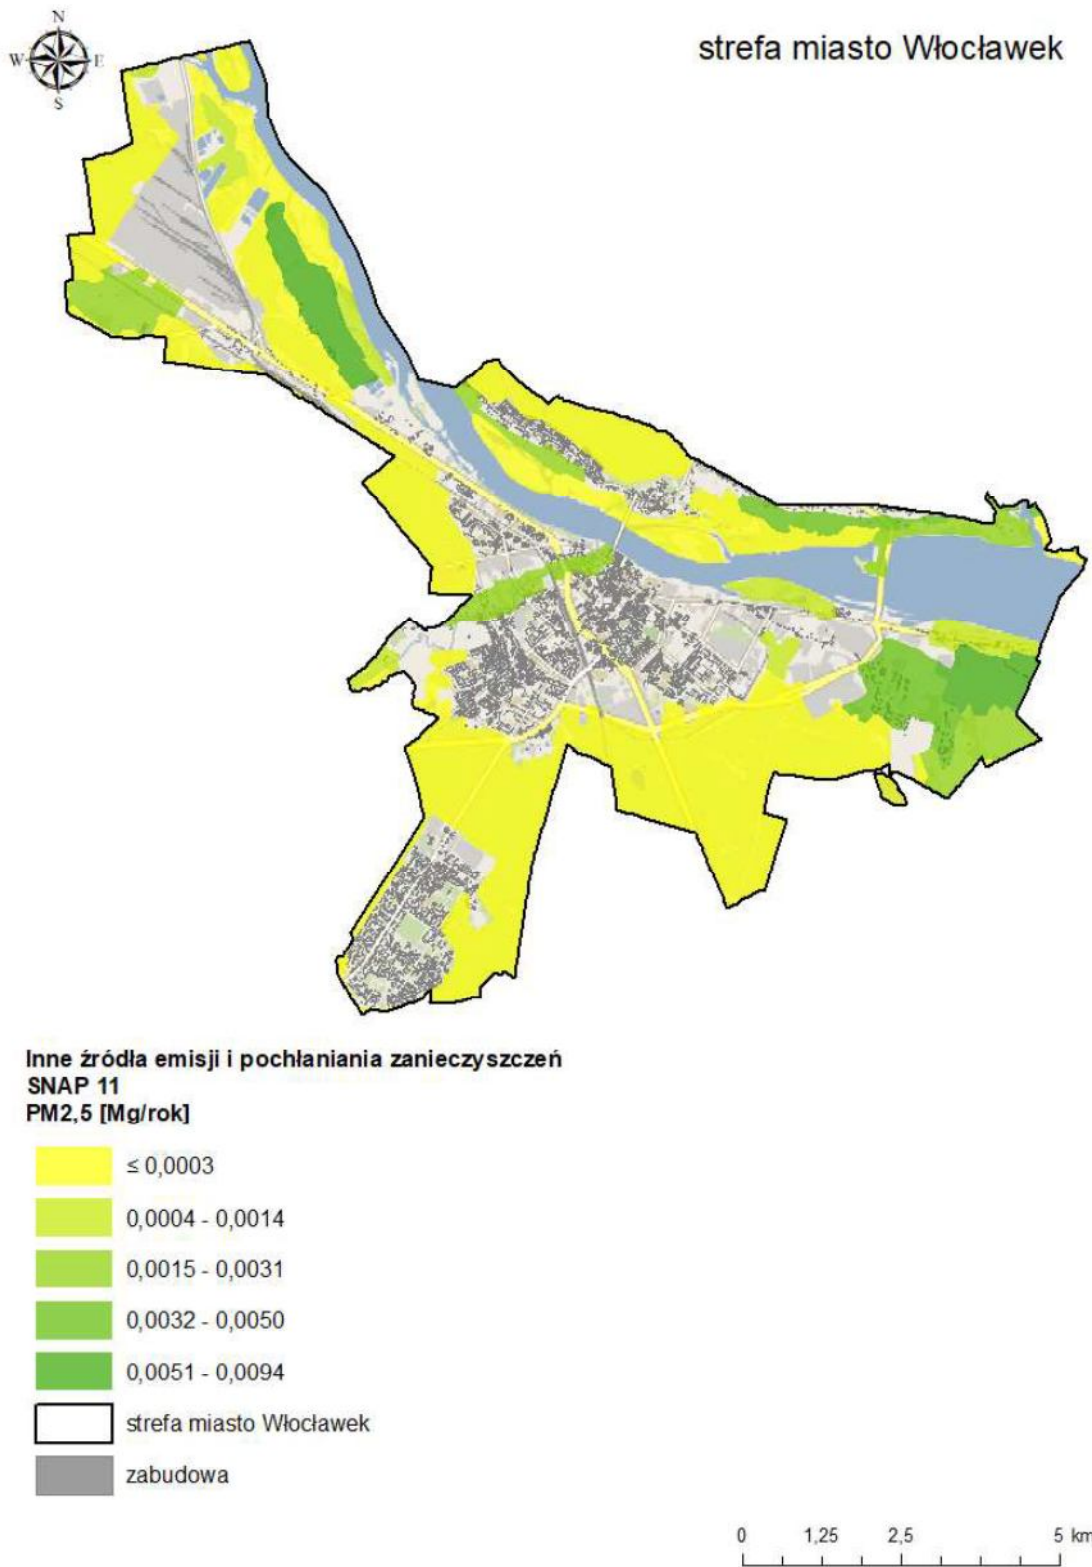 N
W E
S
strefa miasto Włocławek
Inne źródła emisji i pochłaniania zanieczyszczeń
SNAP 11
PM2,5 [Mg/rok]
≤ 0,0003
0,0004 - 0,0014
0,0015 - 0,0031
0,0032 - 0,0050
0,0051 - 0,0094
strefa miasto Włocławek
zabudowa
0 1,25 2,5 5 km